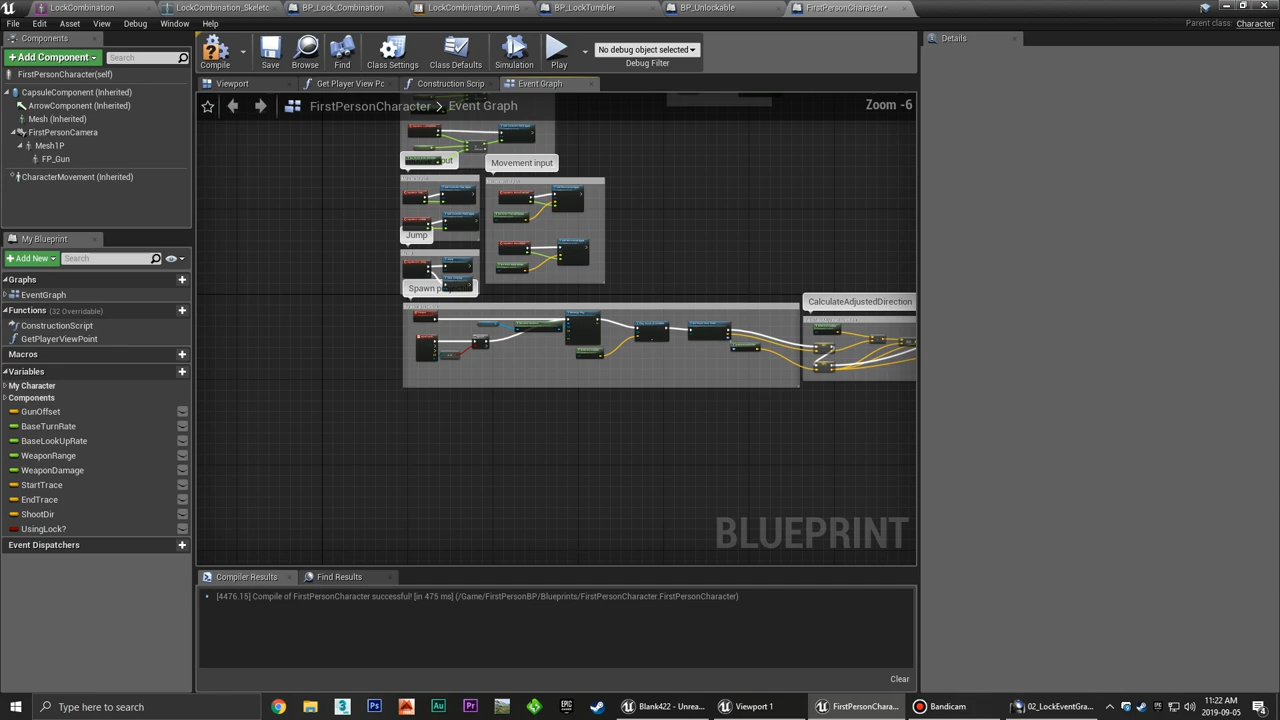 LockCombination
LockCombination_Skeletc
BP_Lock_Combination
LockCombination_AnimB
BP_LockTumbler
BP_Unlockable
FirstPersonCharacter*
File Edit Asset View Debug Window Help
Parent class: Character
Components
+Add Component
Search
FirstPersonCharacter(self)
CapsuleComponent (Inherited)
ArrowComponent (Inherited)
Mesh (Inherited)
FirstPersonCamera
Mesh1P
FP_Gun
CharacterMovement (Inherited)
My Blueprint
+Add New
Search
Graphs
EventGraph
Functions (32 Overridable)
ConstructionScript
GetPlayerViewPoint
Macros
Variables
My Character
Components
GunOffset
BaseTurnRate
BaseLookUpRate
WeaponRange
WeaponDamage
StartTrace
EndTrace
ShootDir
UsingLock?
Event Dispatchers
Compile
Save
Browse
Find
Class Settings
Class Defaults
Simulation
Play
No debug object selected
Debug Filter
Viewport
Get Player View Pc
Construction Scrip
Event Graph
FirstPersonCharacter > Event Graph
Zoom -6
Movement input
Jump
Spawn
CalculateAdjustedDirection
BLUEPRINT
Compiler Results
Find Results
[4476.15] Compile of FirstPersonCharacter successful! [in 475 ms] (/Game/FirstPersonBP/Blueprints/FirstPersonCharacter.FirstPersonCharacter)
Clear
Details
Type here to search
Ps
Au
Pr
Blank422 - Unrea...
Viewport 1
FirstPersonChara...
Bandicam
02_LockEventGra...
11:22 AM
2019-09-05